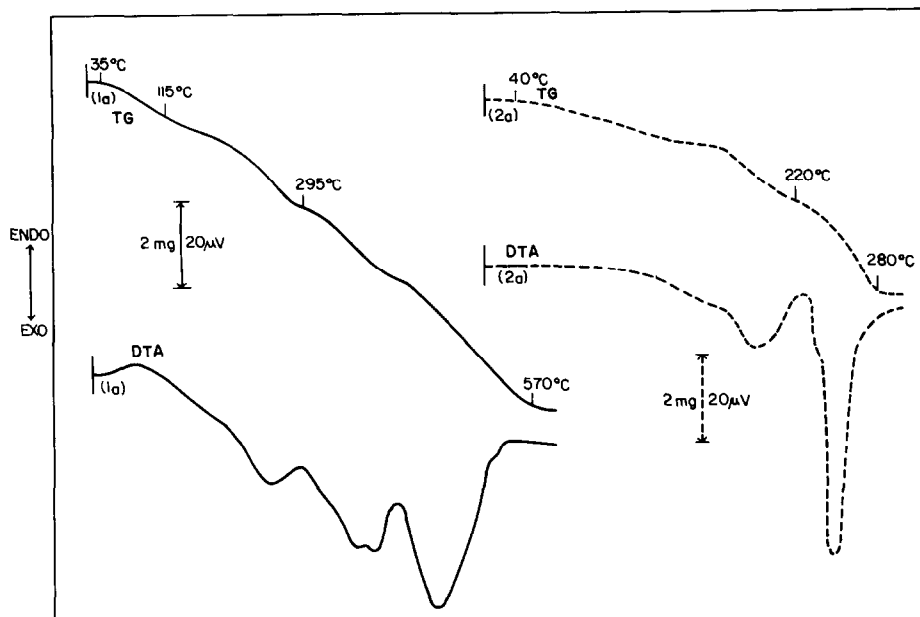 35°C
(1a)
TG
115°C
295°C
2 mg 20μV
ENDO
EXO
DTA
(1a)
570°C
40°C
TG
(2a)
220°C
280°C
DTA
(2a)
2 mg 20μV